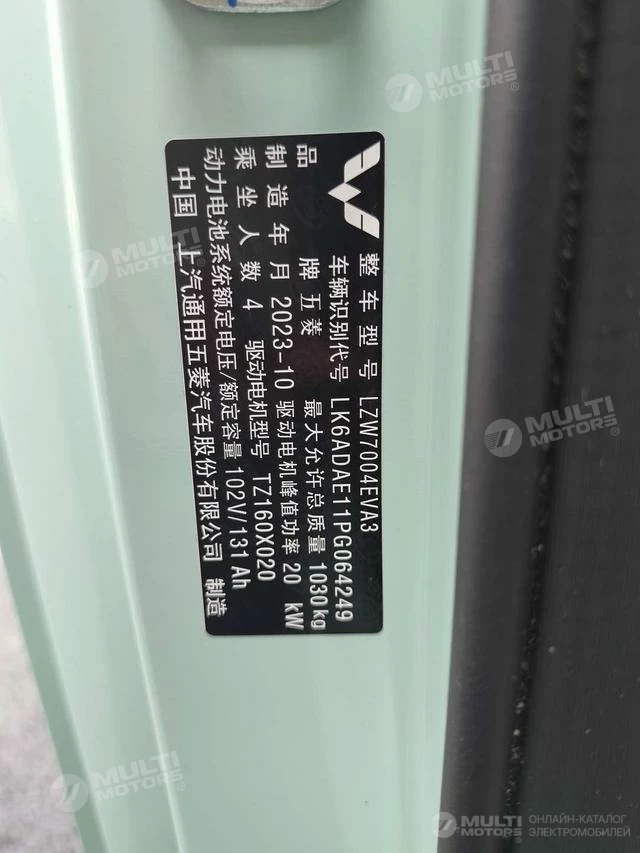 整车型号 LZW7004EVA3
车辆识别代号 LK6ADAE11PG064249
品 牌 五菱 最大允许总质量 1030kg
制造年月 2023-10 驱动电机峰值功率 20 kW
乘坐人数 4 驱动电机型号 TZ160X020
动力电池系统额定电压/额定容量 102V/131Ah
中国 上汽通用五菱汽车股份有限公司 制造
MULTI
MOTORS®
MULTI
MOTORS®
MULTI
MOTORS®
MULTI
MOTORS®
MULTI
MOTORS®
ОНЛАЙН-КАТАЛОГ
ЭЛЕКТРОМОБИЛЕЙ